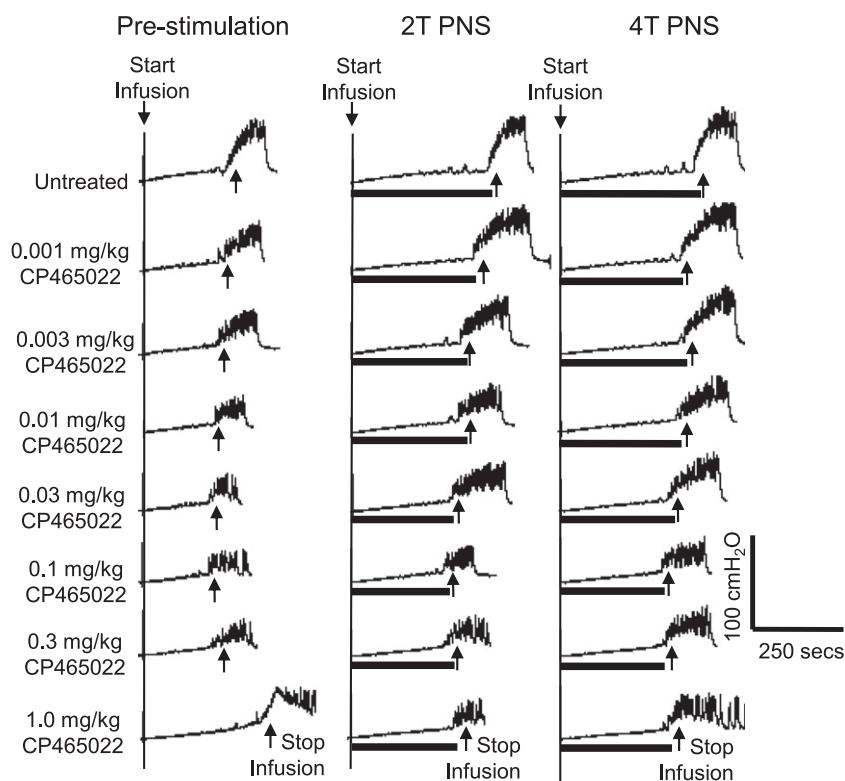 Pre-stimulation 2T PNS 4T PNS
Start Start Start
Infusion Infusion Infusion
Untreated
0.001 mg/kg
CP465022
0.003 mg/kg
CP465022
0.01 mg/kg
CP465022
0.03 mg/kg
CP465022
0.1 mg/kg
CP465022
100 cmH₂O
0.3 mg/kg
CP465022
250 secs
1.0 mg/kg
CP465022
Stop Stop Stop
Infusion Infusion Infusion